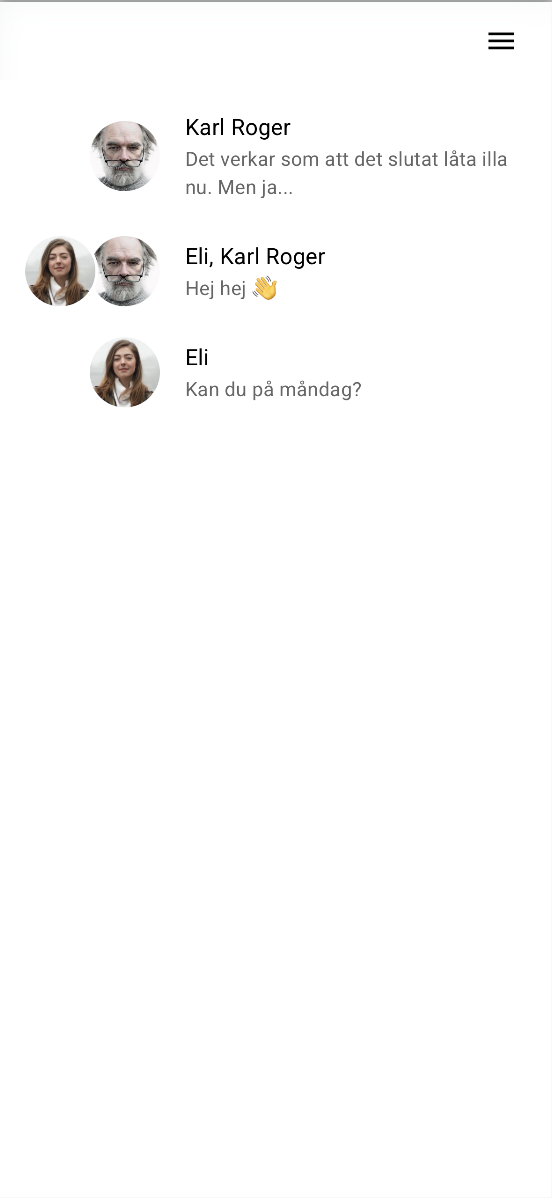 Karl Roger
Det verkar som att det slutat låta illa
nu. Men ja...
Eli, Karl Roger
Hej hej 👋
Eli
Kan du på måndag?